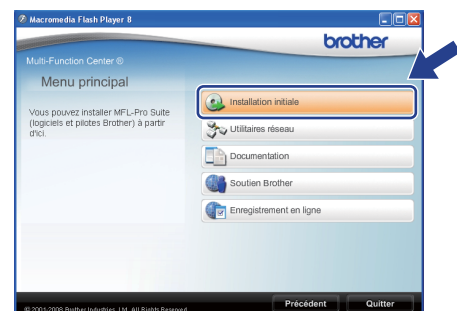 Macromedia Flash Player 8
brother
Multi-Function Center ®
Menu principal
Vous pouvez installer MFL-Pro Suite
(logiciels et pilotes Brother) à partir
d'ici.
Installation initiale
Utilitaires réseau
Documentation
Soutien Brother
Enregistrement en ligne
© 2001-2008 Brother Industries, Ltd. All Rights Reserved.
Précédent
Quitter